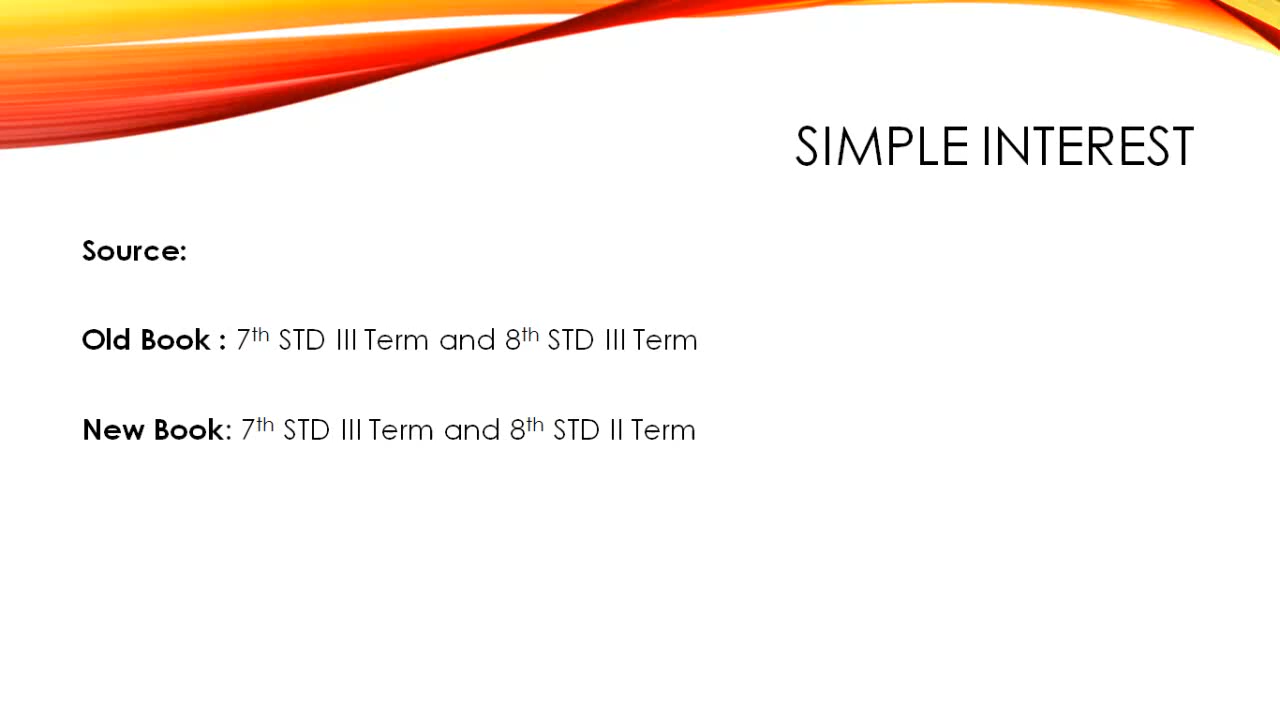 SIMPLE INTEREST
Source:
Old Book : 7th STD III Term and 8th STD III Term
New Book: 7th STD III Term and 8th STD II Term